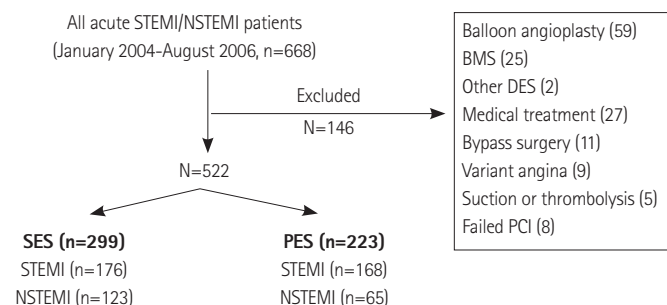 All acute STEMI/NSTEMI patients
(January 2004-August 2006, n=668)
Excluded
N=146
Balloon angioplasty (59)
BMS (25)
Other DES (2)
Medical treatment (27)
Bypass surgery (11)
Variant angina (9)
Suction or thrombolysis (5)
Failed PCI (8)
N=522
SES (n=299)
STEMI (n=176)
NSTEMI (n=123)
PES (n=223)
STEMI (n=168)
NSTEMI (n=65)